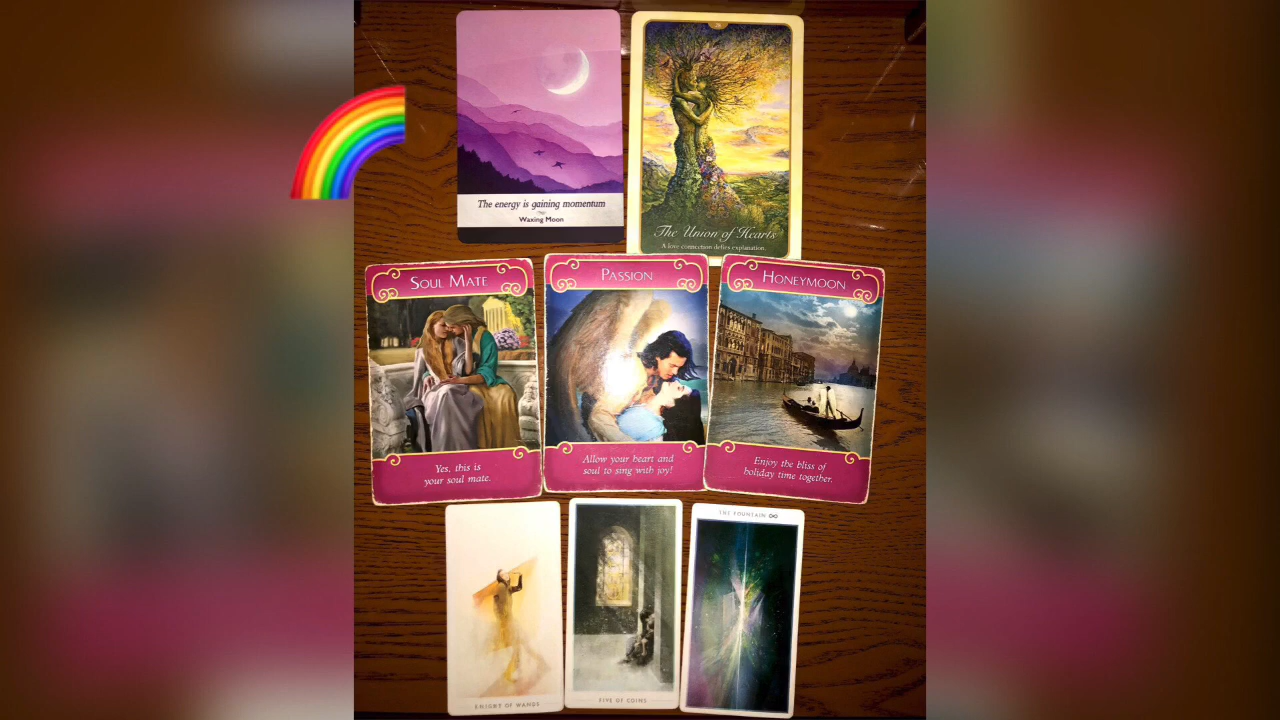 The energy is gaining momentum
Waxing Moon
The Union of Hearts
A love connection defies explanation.
SOUL MATE
Yes, this is
your soul mate.
PASSION
Allow your heart and
soul to sing with joy!
HONEYMOON
Enjoy the bliss of
holiday time together.
OF WANDS
FIVE OF COINS
THE FOUNTAIN ∞